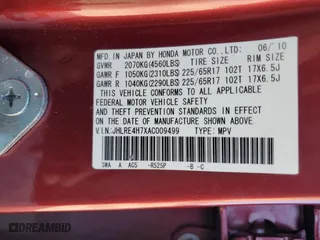 MFD. IN JAPAN BY HONDA MOTOR CO., LTD. 06/10
GVWR 2070KG(4560LBS) TIRE SIZE RIM SIZE
GAWR F 1050KG(2310LBS) 225/65R17 102T 17X6.5J
GAWR R 1040KG(2290LBS) 225/65R17 102T 17X6.5J
THIS VEHICLE CONFORMS TO ALL APPLICABLE
FEDERAL MOTOR VEHICLE SAFETY AND
THEFT PREVENTION STANDARDS IN EFFECT ON
THE DATE OF MANUFACTURE SHOWN ABOVE.
V.I.N.:JHLRE4H7XAC009499 TYPE: MPV
SWA A AC5 -R525P -B -C
DREAMBID